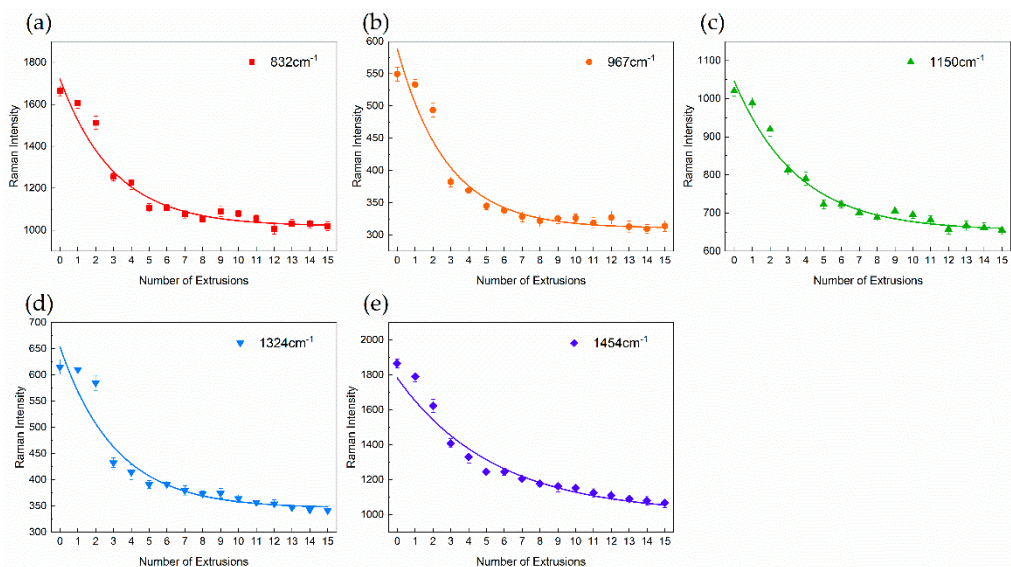 (a)
832cm⁻¹
Raman Intensity
1800
1600
1400
1200
1000
0 1 2 3 4 5 6 7 8 9 10 11 12 13 14 15
Number of Extrusions
(b)
967cm⁻¹
Raman Intensity
600
550
500
450
400
350
300
0 1 2 3 4 5 6 7 8 9 10 11 12 13 14 15
Number of Extrusions
(c)
1150cm⁻¹
Raman Intensity
1100
1000
900
800
700
600
0 1 2 3 4 5 6 7 8 9 10 11 12 13 14 15
Number of Extrusions
(d)
1324cm⁻¹
Raman Intensity
700
650
600
550
500
450
400
350
300
0 1 2 3 4 5 6 7 8 9 10 11 12 13 14 15
Number of Extrusions
(e)
1454cm⁻¹
Raman Intensity
2000
1800
1600
1400
1200
1000
0 1 2 3 4 5 6 7 8 9 10 11 12 13 14 15
Number of Extrusions